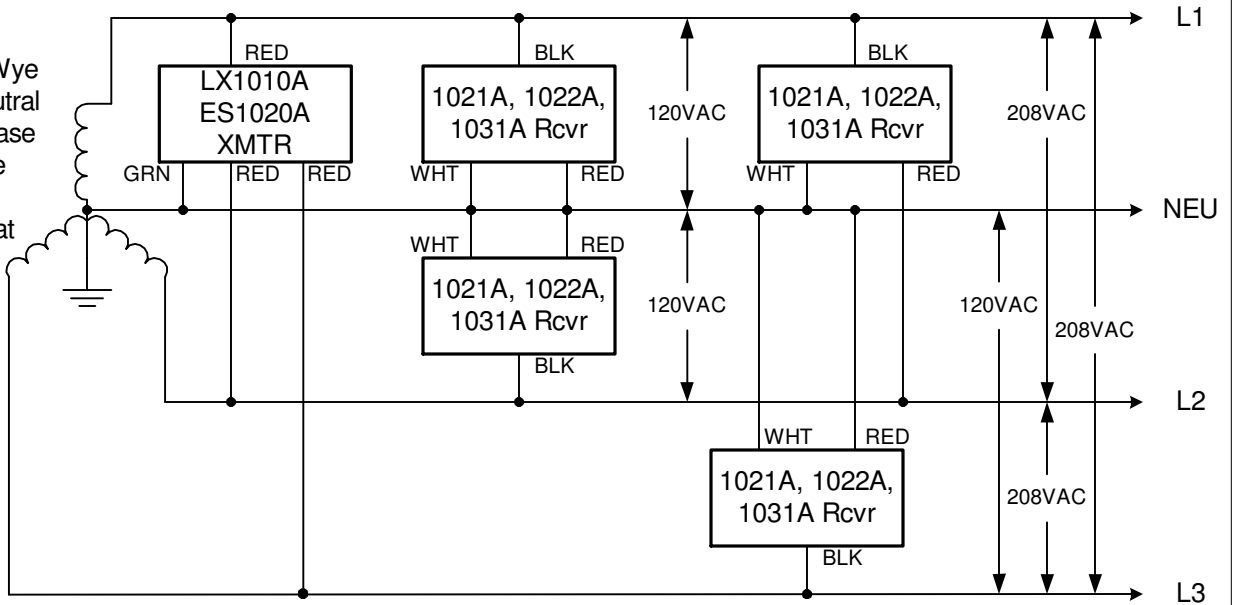 L1
RED
BLK
BLK
Wye
LX1010A
ES1020A
XMTR
1021A, 1022A,
1031A Rcvr
120VAC
1021A, 1022A,
1031A Rcvr
208VAC
GRN
RED
RED
WHT
RED
WHT
RED
NEU
at
WHT
RED
1021A, 1022A,
1031A Rcvr
120VAC
120VAC
208VAC
BLK
L2
WHT
RED
1021A, 1022A,
1031A Rcvr
208VAC
BLK
L3